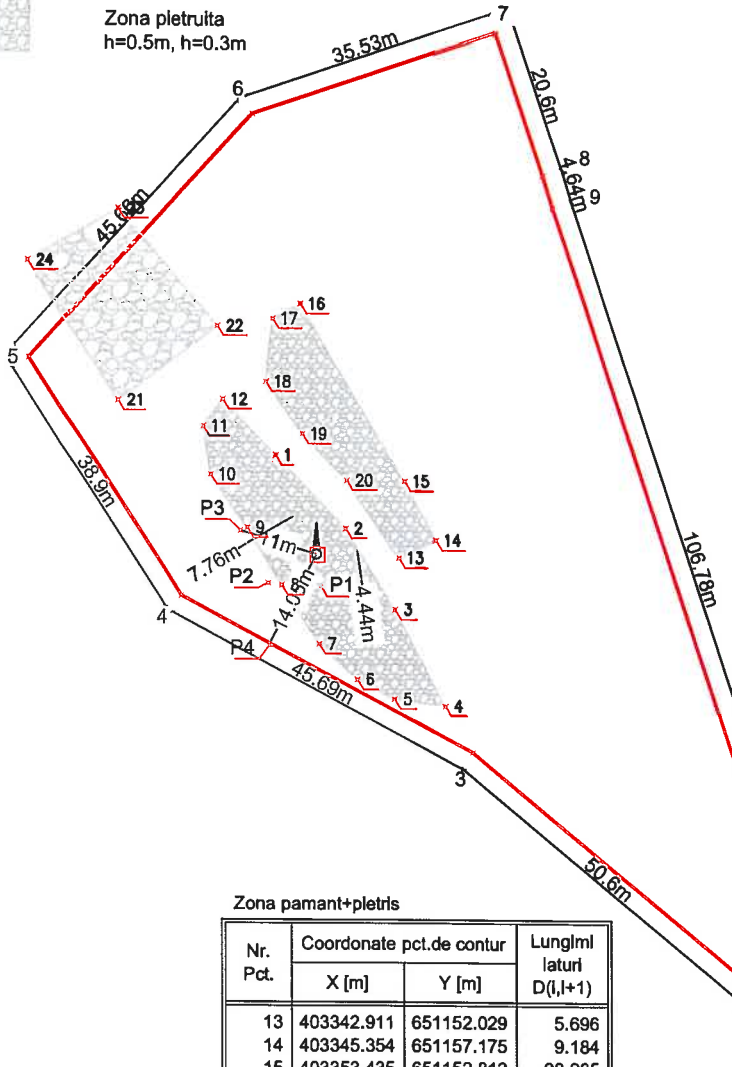 Zona pietruita
h=0.5m, h=0.3m
7
35.53m
6
20.6m
8
4.64m
9
24
16
17
22
5
18
21
12
11
19
1
10
20
15
38.9m
P3
9
2
14
11m
7.76m
13
P2
8
P1
4.44m
14.05m
3
4
7
P4
6
45.69m
5
4
106.78m
3
50.6m
Zona pamant+pietris
Nr. Pct. Coordonate pct.de contur Lungimi laturi D(i,i+1)
X [m] Y [m]
13 403342.911 651152.029 5.696
14 403345.354 651157.175 9.184
15